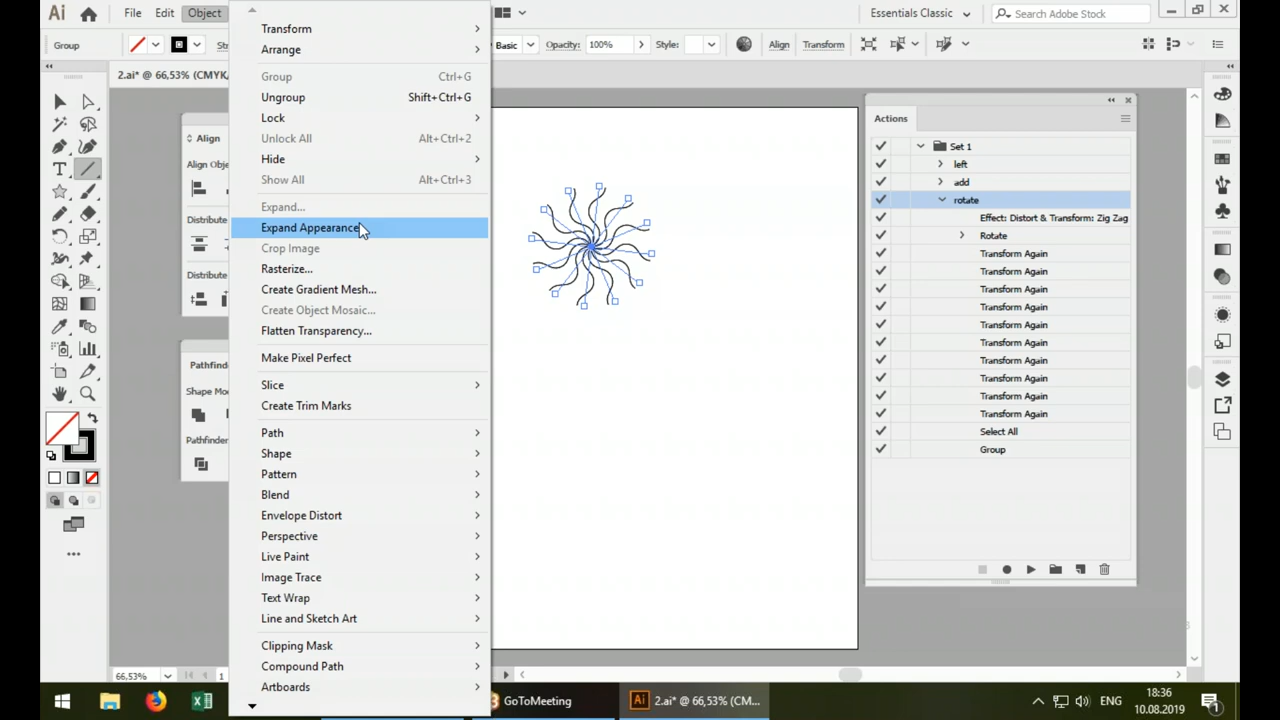 Ai File Edit Object Essentials Classic Search Adobe Stock
Group Basic Opacity: 100% Style: Align Transform
2.ai* @ 66,53% (CMYK/
Transform
Arrange
Group Ctrl+G
Ungroup Shift+Ctrl+G
Lock
Unlock All Alt+Ctrl+2
Hide
Show All Alt+Ctrl+3
Expand...
Expand Appearance
Crop Image
Rasterize...
Create Gradient Mesh...
Create Object Mosaic...
Flatten Transparency...
Make Pixel Perfect
Slice
Create Trim Marks
Path
Shape
Pattern
Blend
Envelope Distort
Perspective
Live Paint
Image Trace
Text Wrap
Line and Sketch Art
Clipping Mask
Compound Path
Artboards
Align
Align Obje
Distribute
Distribute
Pathfinde
Shape Mo
Pathfinder
Actions
Set 1
left
add
rotate
Effect: Distort & Transform: Zig Zag
Rotate
Transform Again
Transform Again
Transform Again
Transform Again
Transform Again
Transform Again
Transform Again
Transform Again
Transform Again
Transform Again
Select All
Group
66,53% 1
GoToMeeting
Ai 2.ai* @ 66,53% (CM...
ENG
18:36
10.08.2019
1